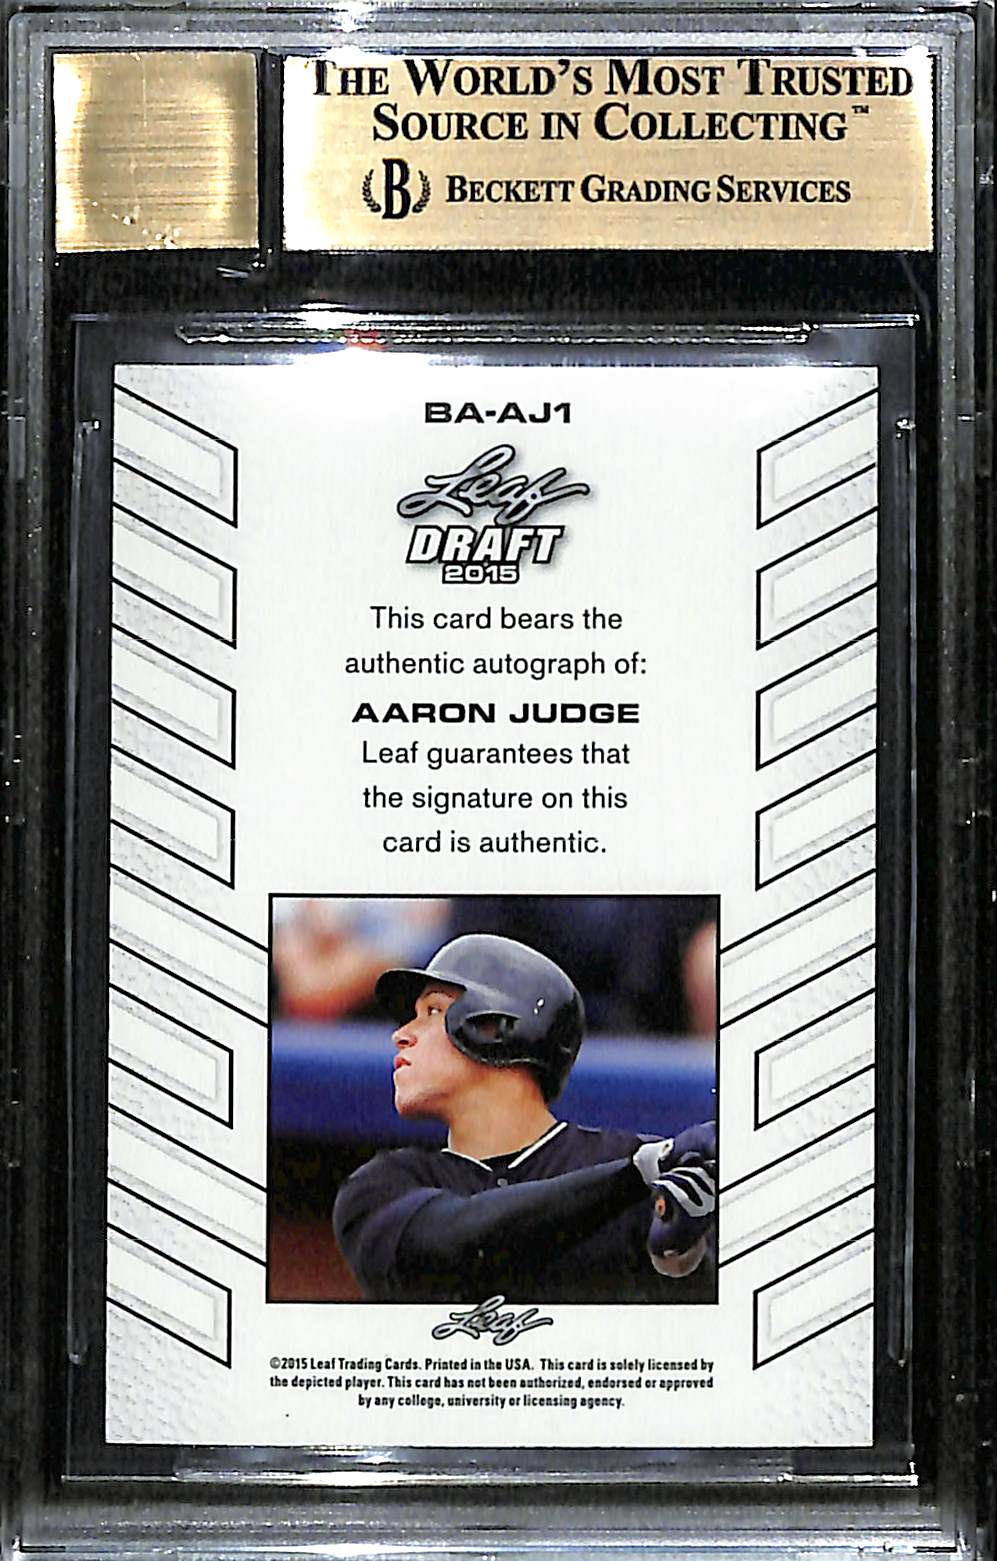 THE WORLD'S MOST TRUSTED
SOURCE IN COLLECTING™
B BECKETT GRADING SERVICES
BA-AJ1
Leaf
DRAFT
2015
This card bears the
authentic autograph of:
AARON JUDGE
Leaf guarantees that
the signature on this
card is authentic.
Leaf
©2015 Leaf Trading Cards. Printed in the USA. This card is solely licensed by
the depicted player. This card has not been authorized, endorsed or approved
by any college, university or licensing agency.